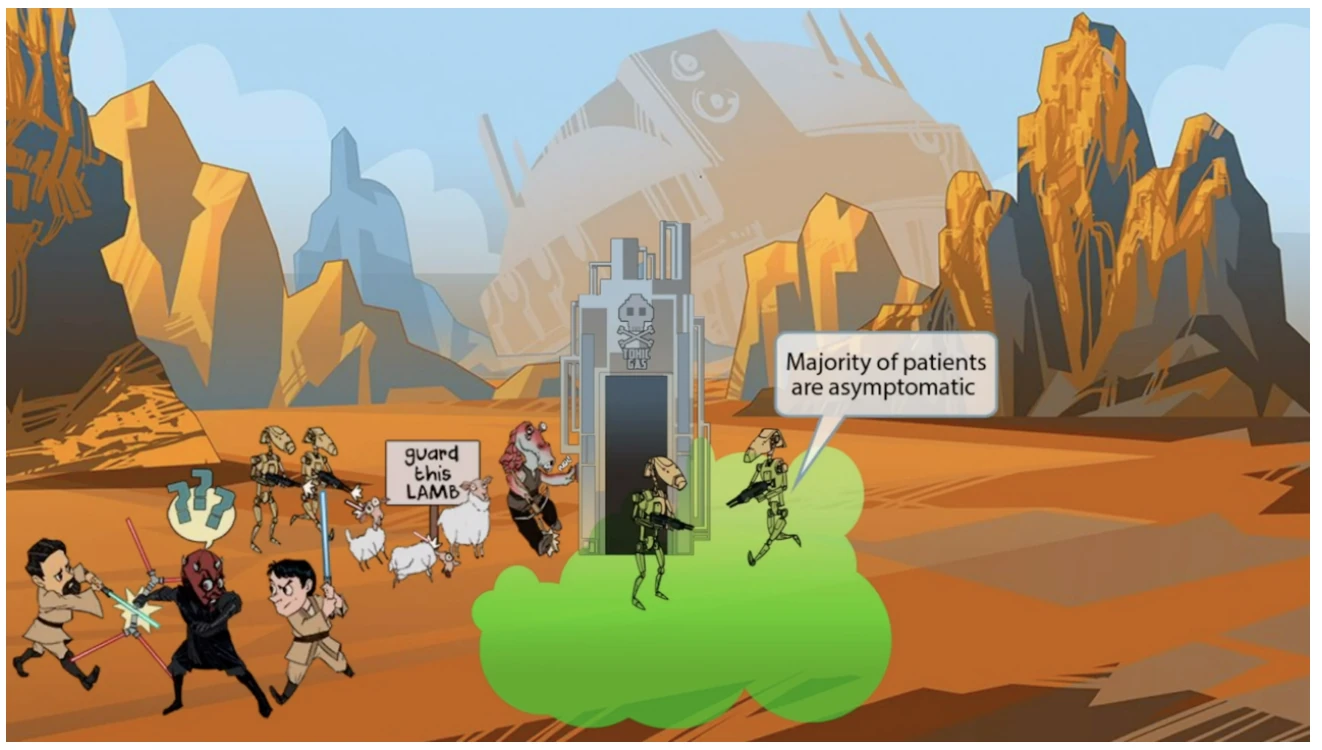 TOXIC
GAS
Majority of patients
are asymptomatic
guard
this
LAMB
???